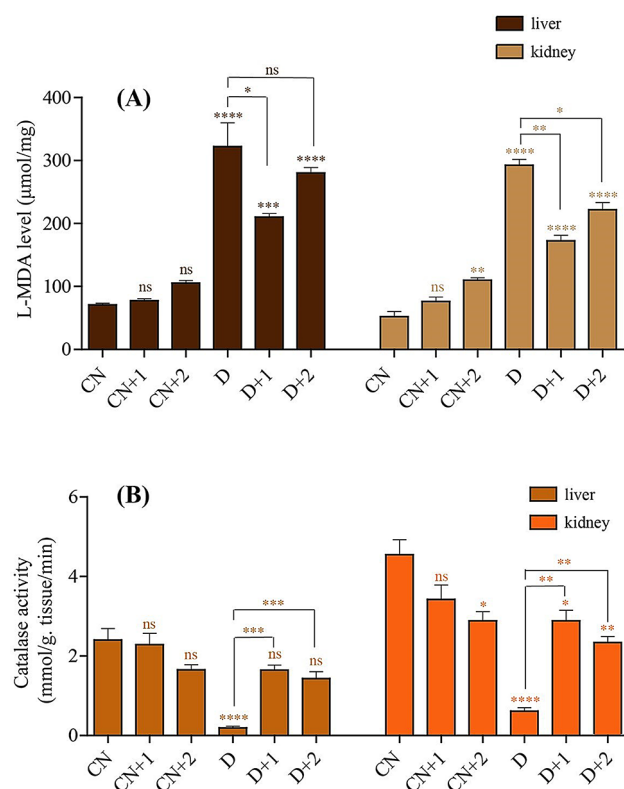 liver
kidney
(A)
L-MDA level (µmol/mg)
400
300
200
100
0
ns
*
****
****
***
ns
ns
*
**
****
****
****
**
ns
CN
CN+1
CN+2
D
D+1
D+2
CN
CN+1
CN+2
D
D+1
D+2
(B)
liver
kidney
Catalase activity
(mmol/g. tissue/min)
6
4
2
0
***
***
ns
ns
ns
ns
****
**
**
ns
*
*
**
****
CN
CN+1
CN+2
D
D+1
D+2
CN
CN+1
CN+2
D
D+1
D+2